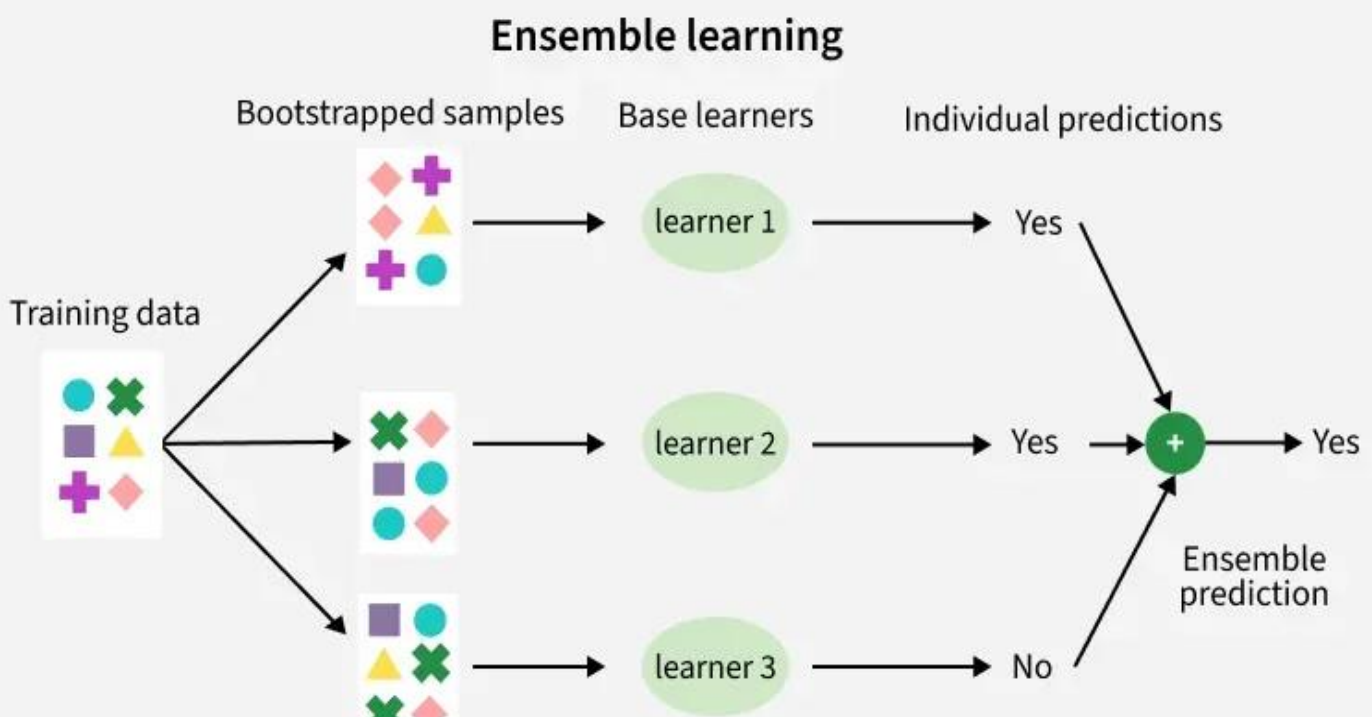 Ensemble learning
Bootstrapped samples
Base learners
Individual predictions
Training data
learner 1
Yes
learner 2
Yes
+
Yes
Ensemble
prediction
learner 3
No